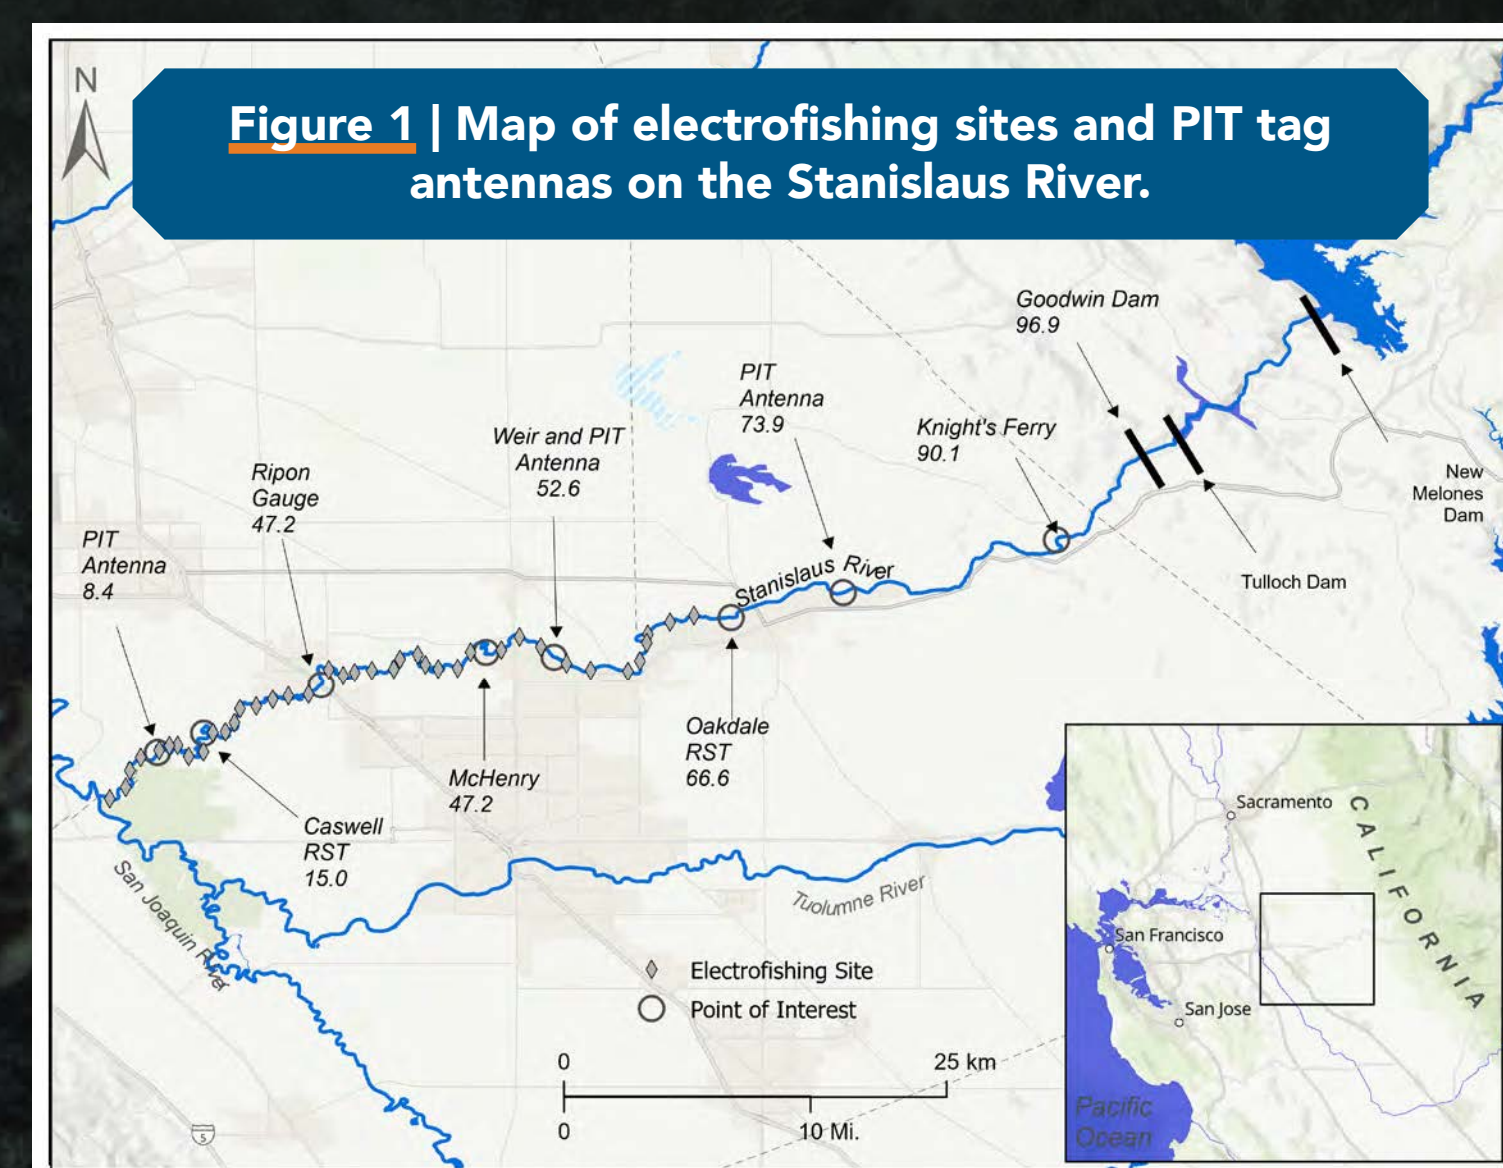 N
Figure 1 | Map of electrofishing sites and PIT tag
antennas on the Stanislaus River.
Goodwin Dam
96.9
PIT
Antenna
73.9
Knight's Ferry
90.1
Weir and PIT
Antenna
52.6
Ripon
Gauge
47.2
New
Melones
Dam
PIT
Antenna
8.4
Stanislaus River
Tulloch Dam
Oakdale
RST
66.6
McHenry
47.2
Caswell
RST
15.0
San Joaquin River
Tuolumne River
Electrofishing Site
Point of Interest
0
25 km
0
10 Mi.
5
Sacramento
CALIFORNIA
San Francisco
San Jose
Pacific
Ocean